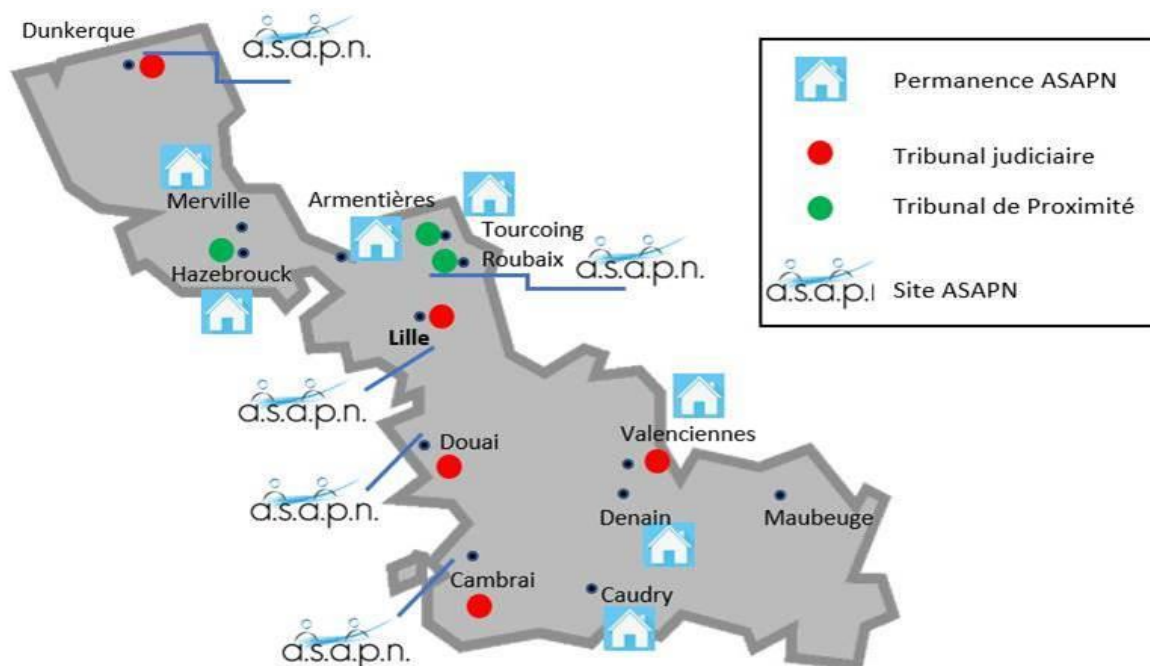 Dunkerque
a.s.a.p.n.
Merville
Hazebrouck
Armentières
Tourcoing
Roubaix
a.s.a.p.n.
Lille
a.s.a.p.n.
Douai
a.s.a.p.n.
Valenciennes
Denain
Maubeuge
Cambrai
Caudry
a.s.a.p.n.
Permanence ASAPN
Tribunal judiciaire
Tribunal de Proximité
a.s.a.p.
Site ASAPN